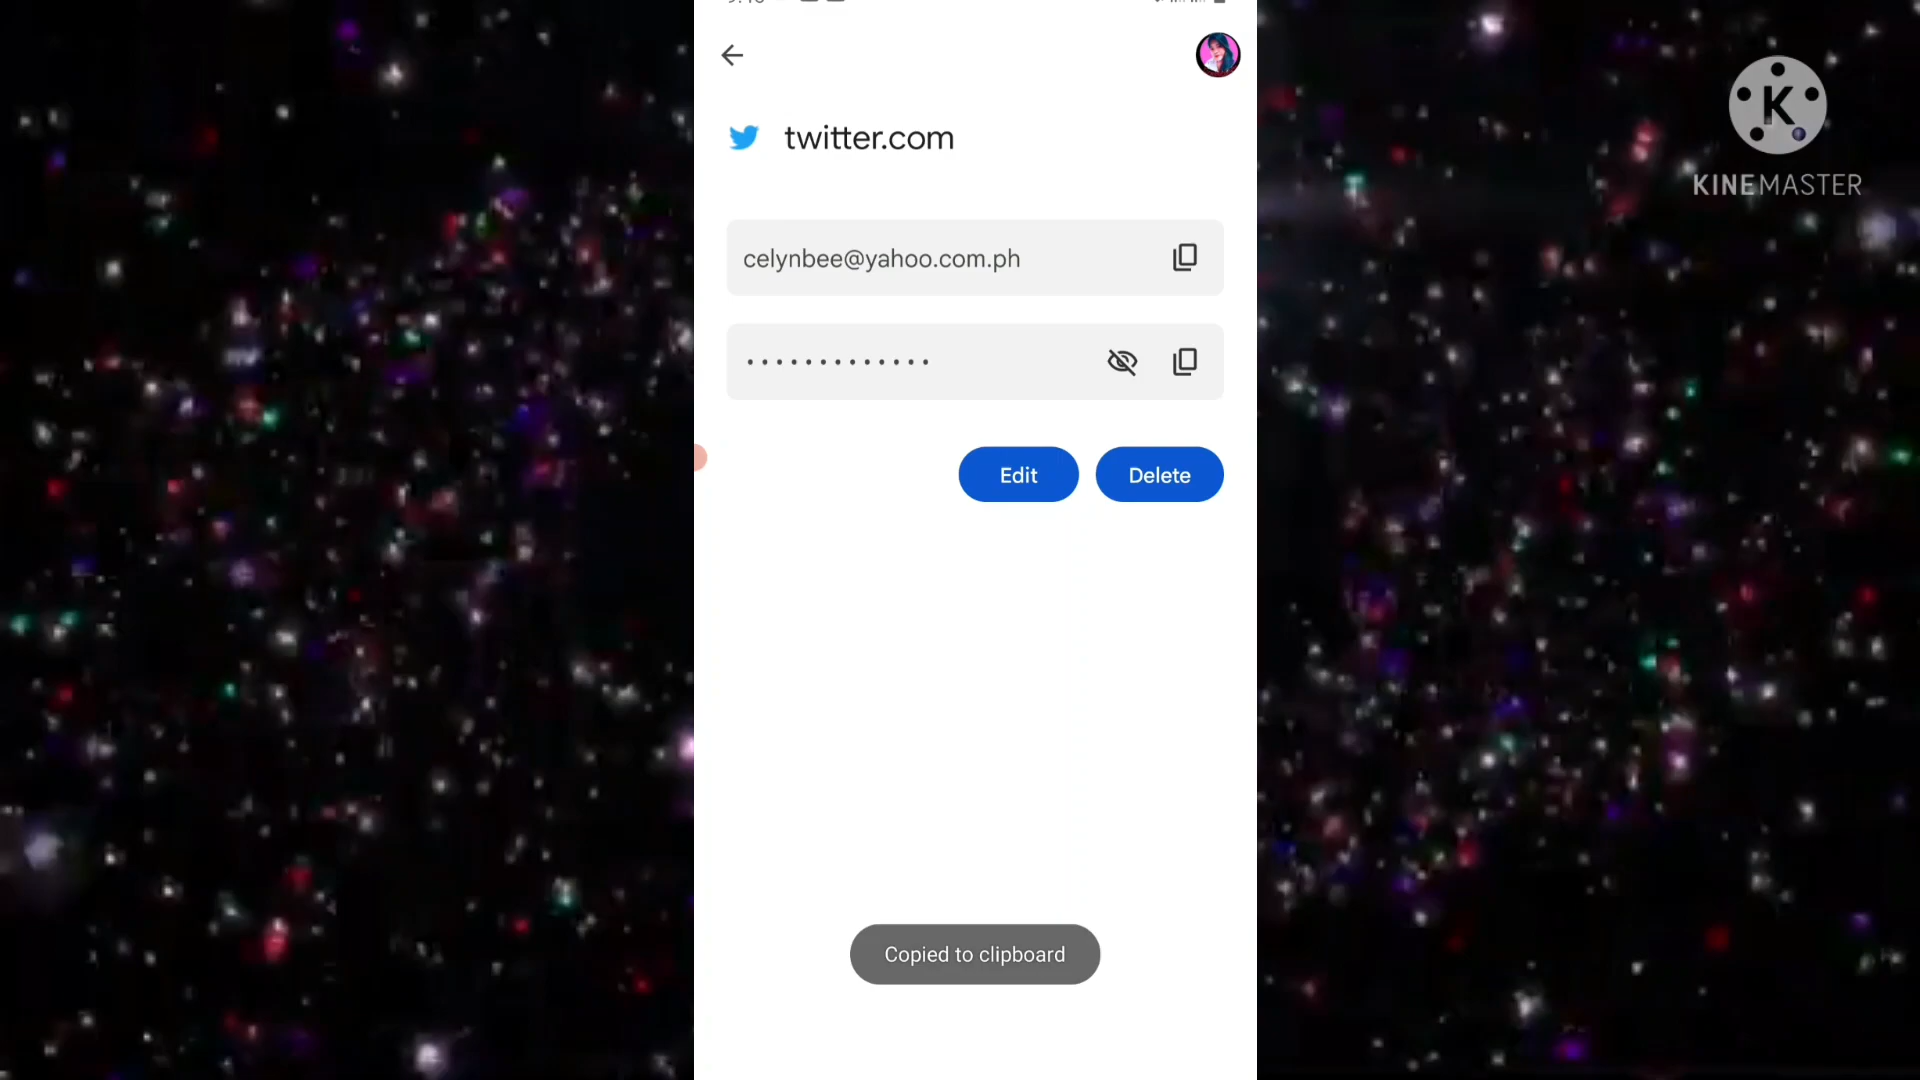 twitter.com
celynbee@yahoo.com.ph
•••••••••••••
Edit Delete
Copied to clipboard
K
KINEMASTER